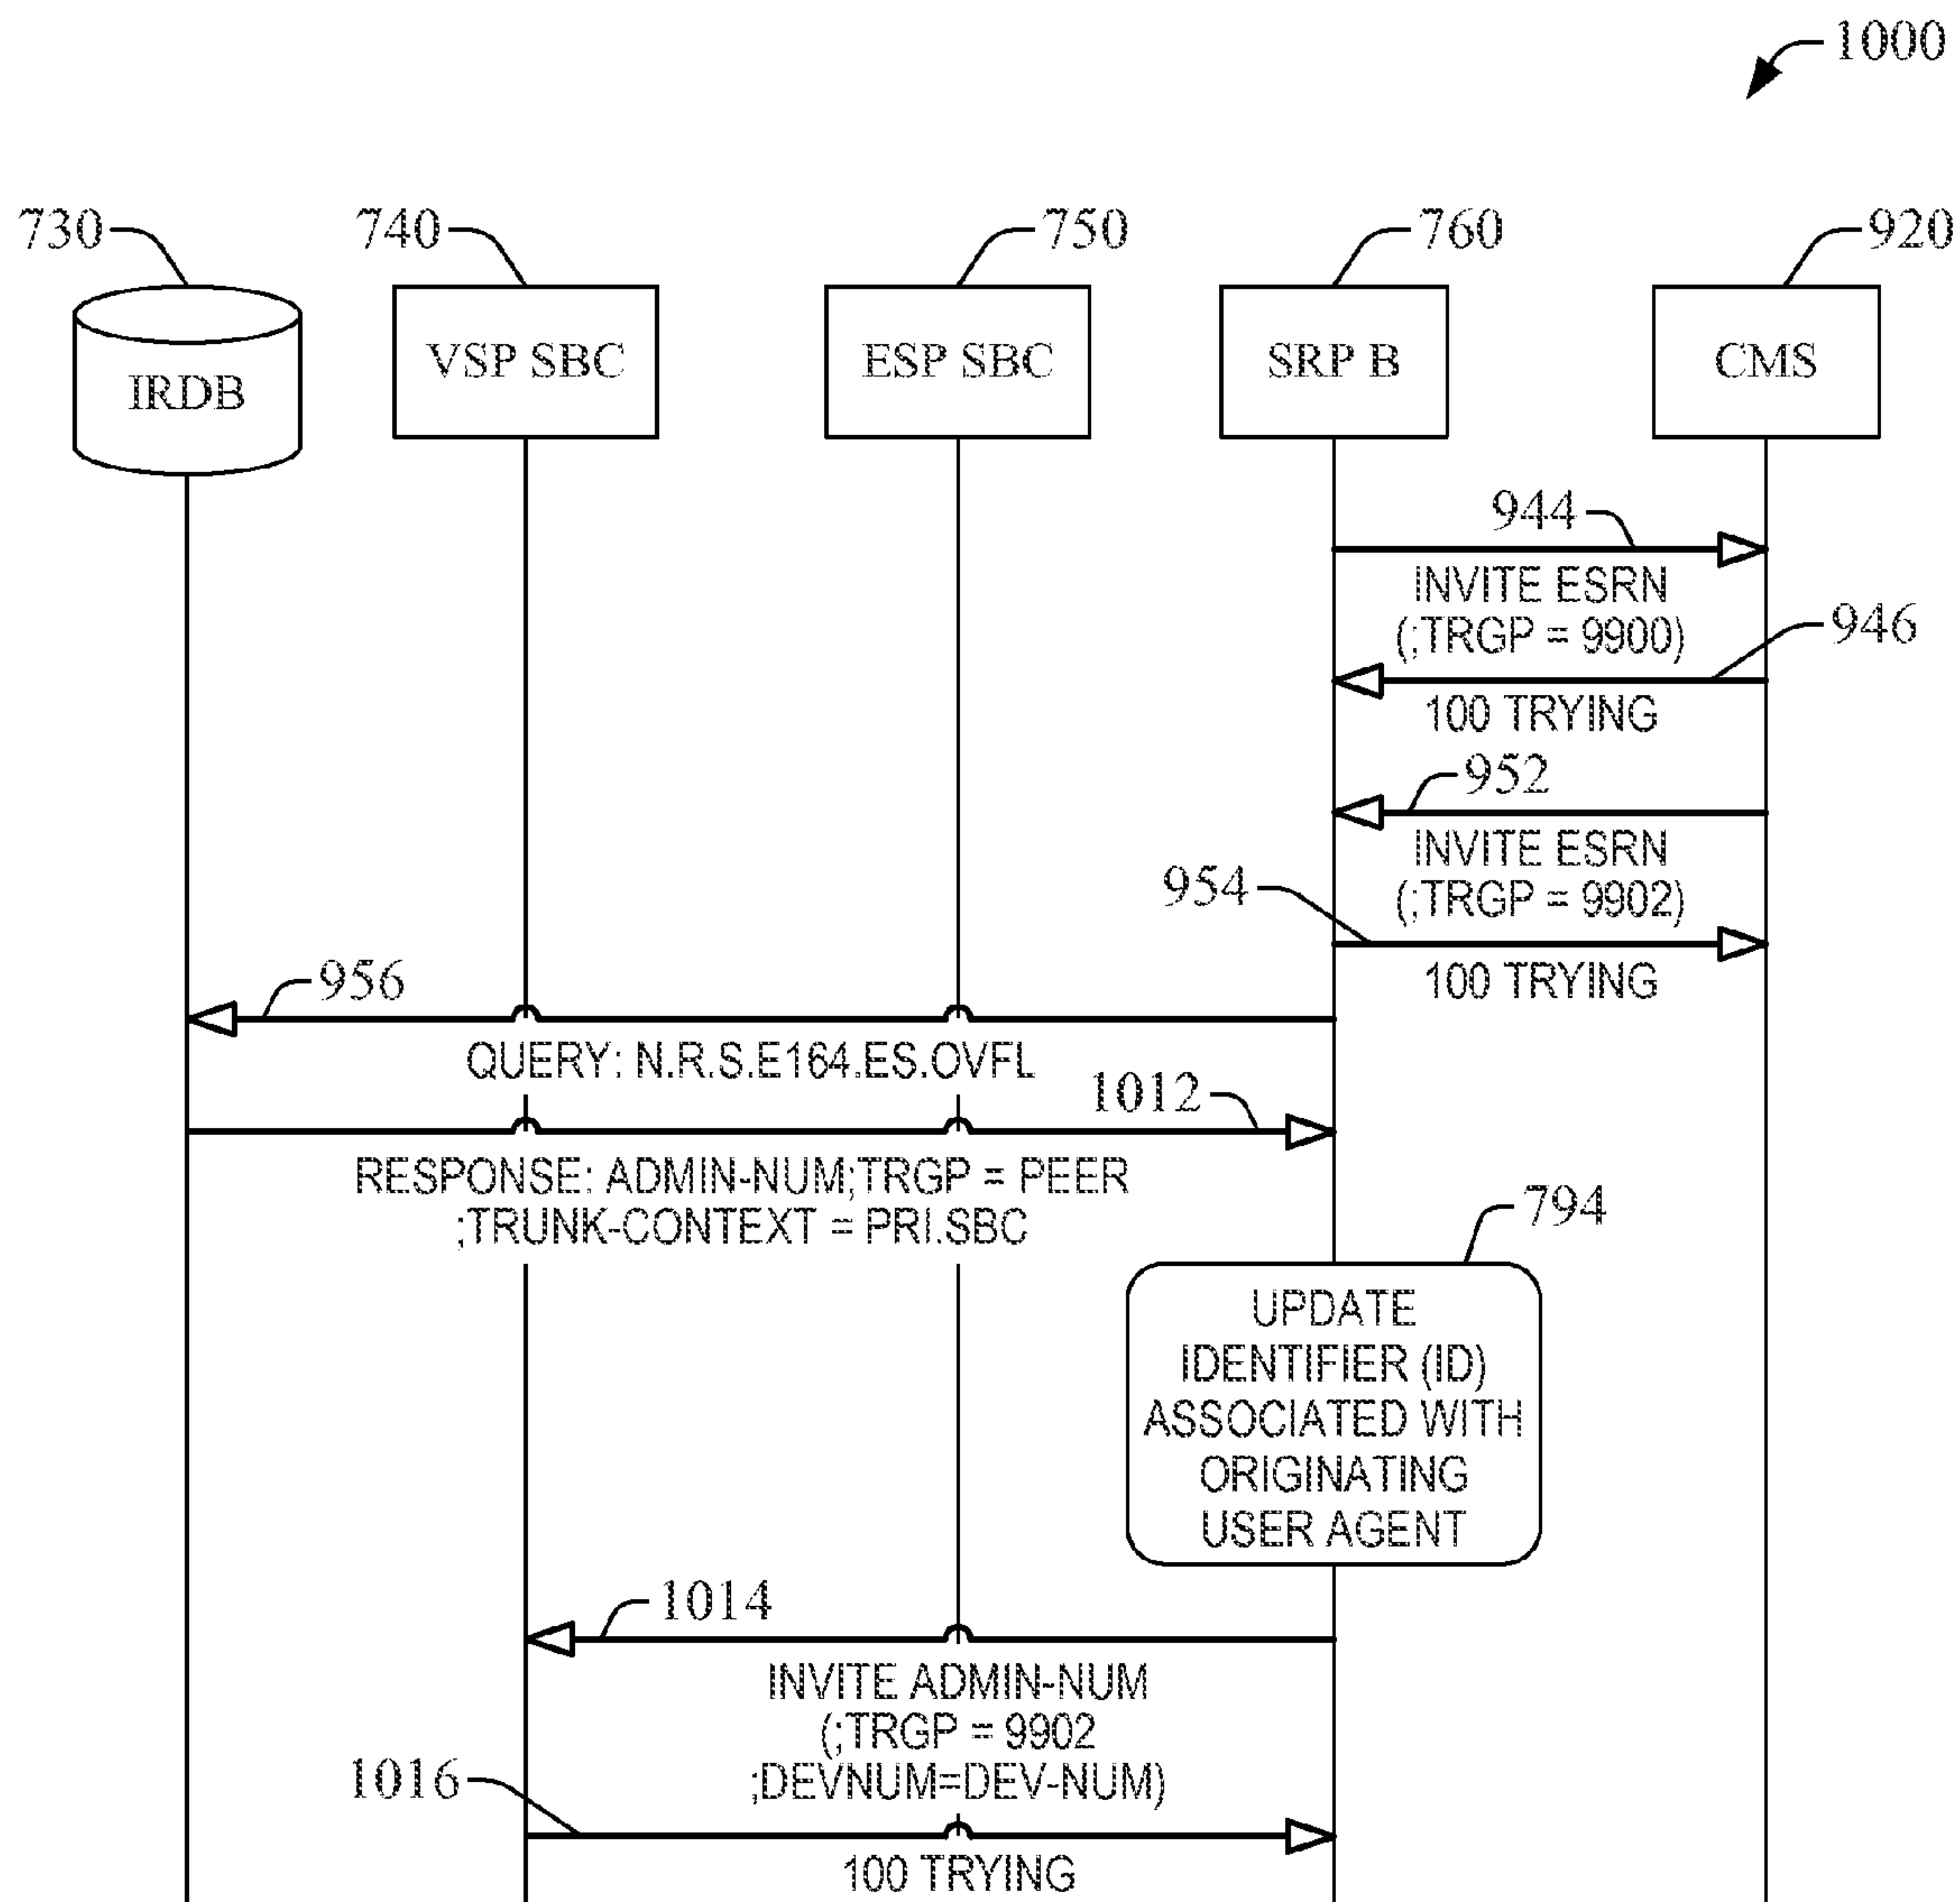 1000
730
740
750
760
920
IRDB
VSP SBC
ESP SBC
SRP B
CMS
944
INVITE ESRN
(;TRGP = 9900)
946
100 TRYING
952
INVITE ESRN
(;TRGP = 9902)
954
100 TRYING
956
QUERY: N.R.S.E164.ES.OVFL
1012
RESPONSE: ADMIN-NUM;TRGP = PEER
;TRUNK-CONTEXT = PRI.SBC
794
UPDATE
IDENTIFIER (ID)
ASSOCIATED WITH
ORIGINATING
USER AGENT
1014
INVITE ADMIN-NUM
(;TRGP = 9902
;DEVNUM=DEV-NUM)
1016
100 TRYING